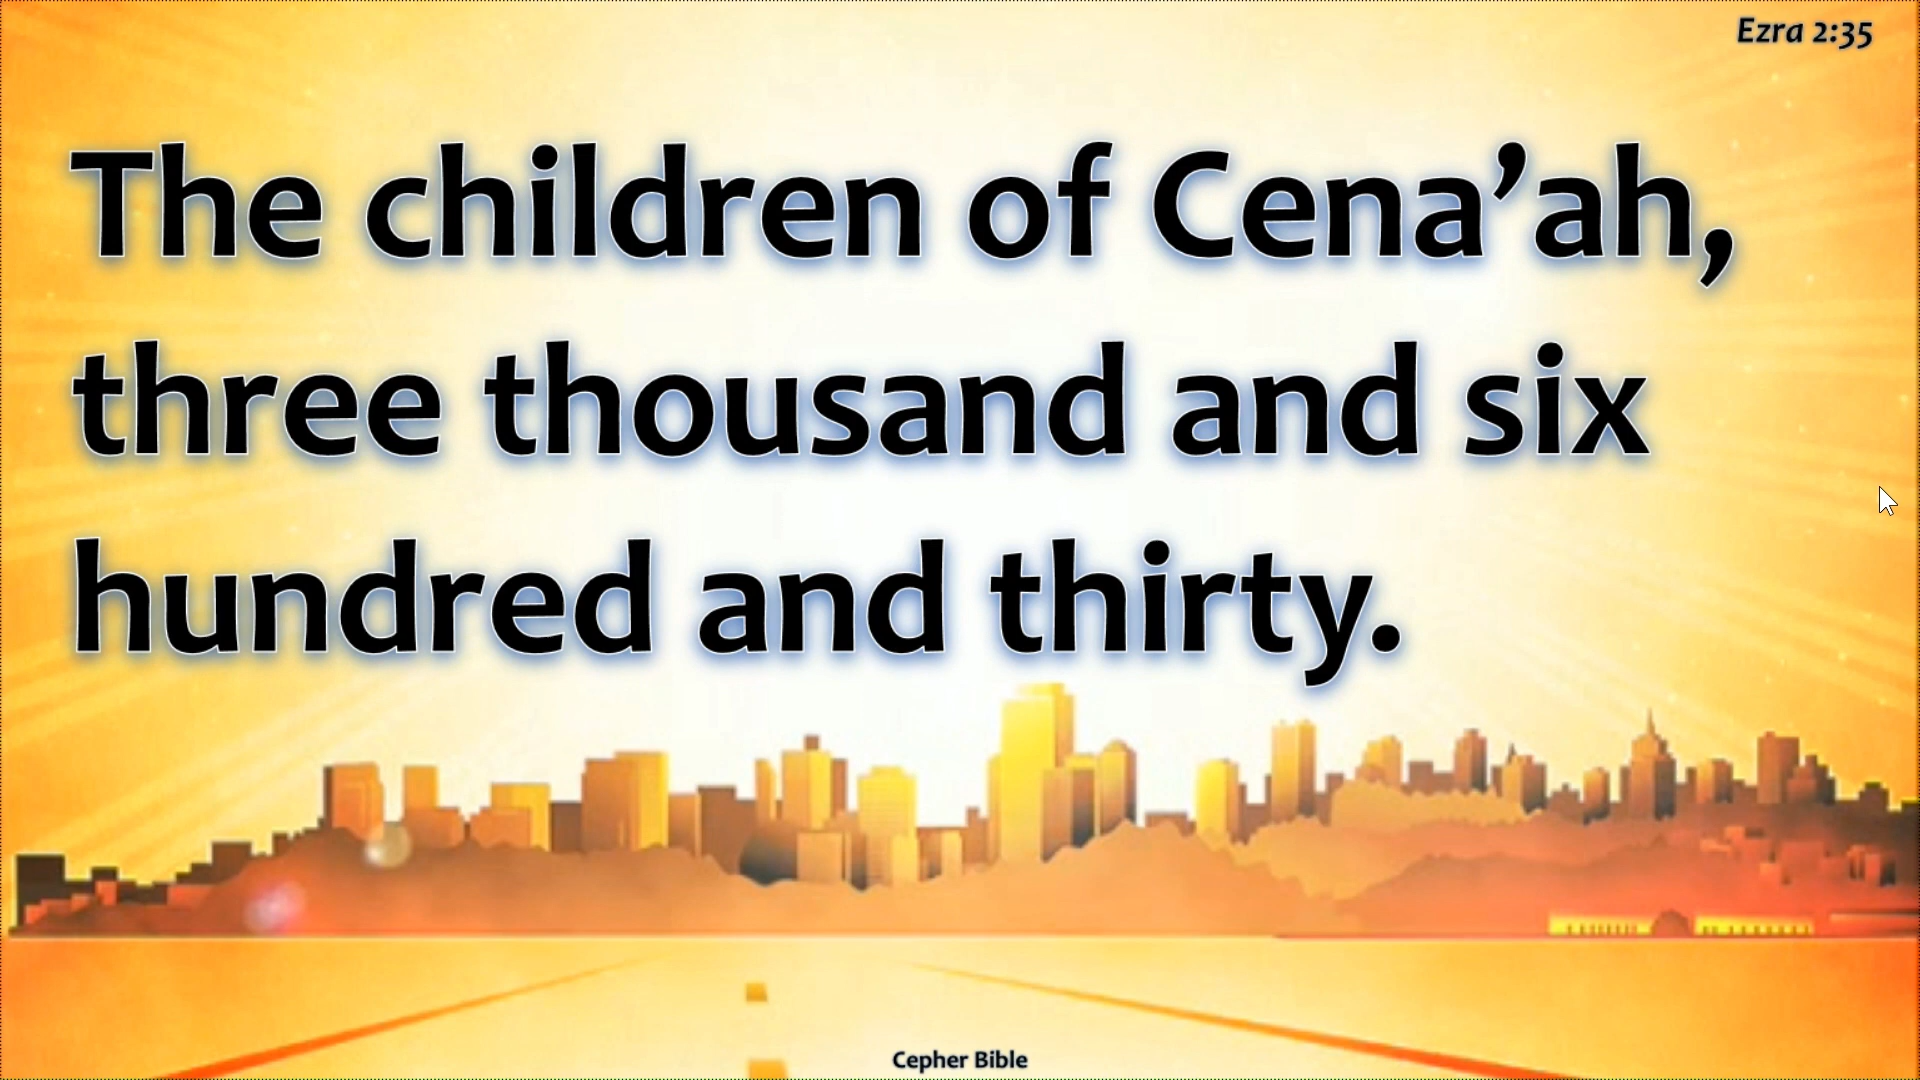 Ezra 2:35
The children of Cena’ah,
three thousand and six
hundred and thirty.
Cepher Bible